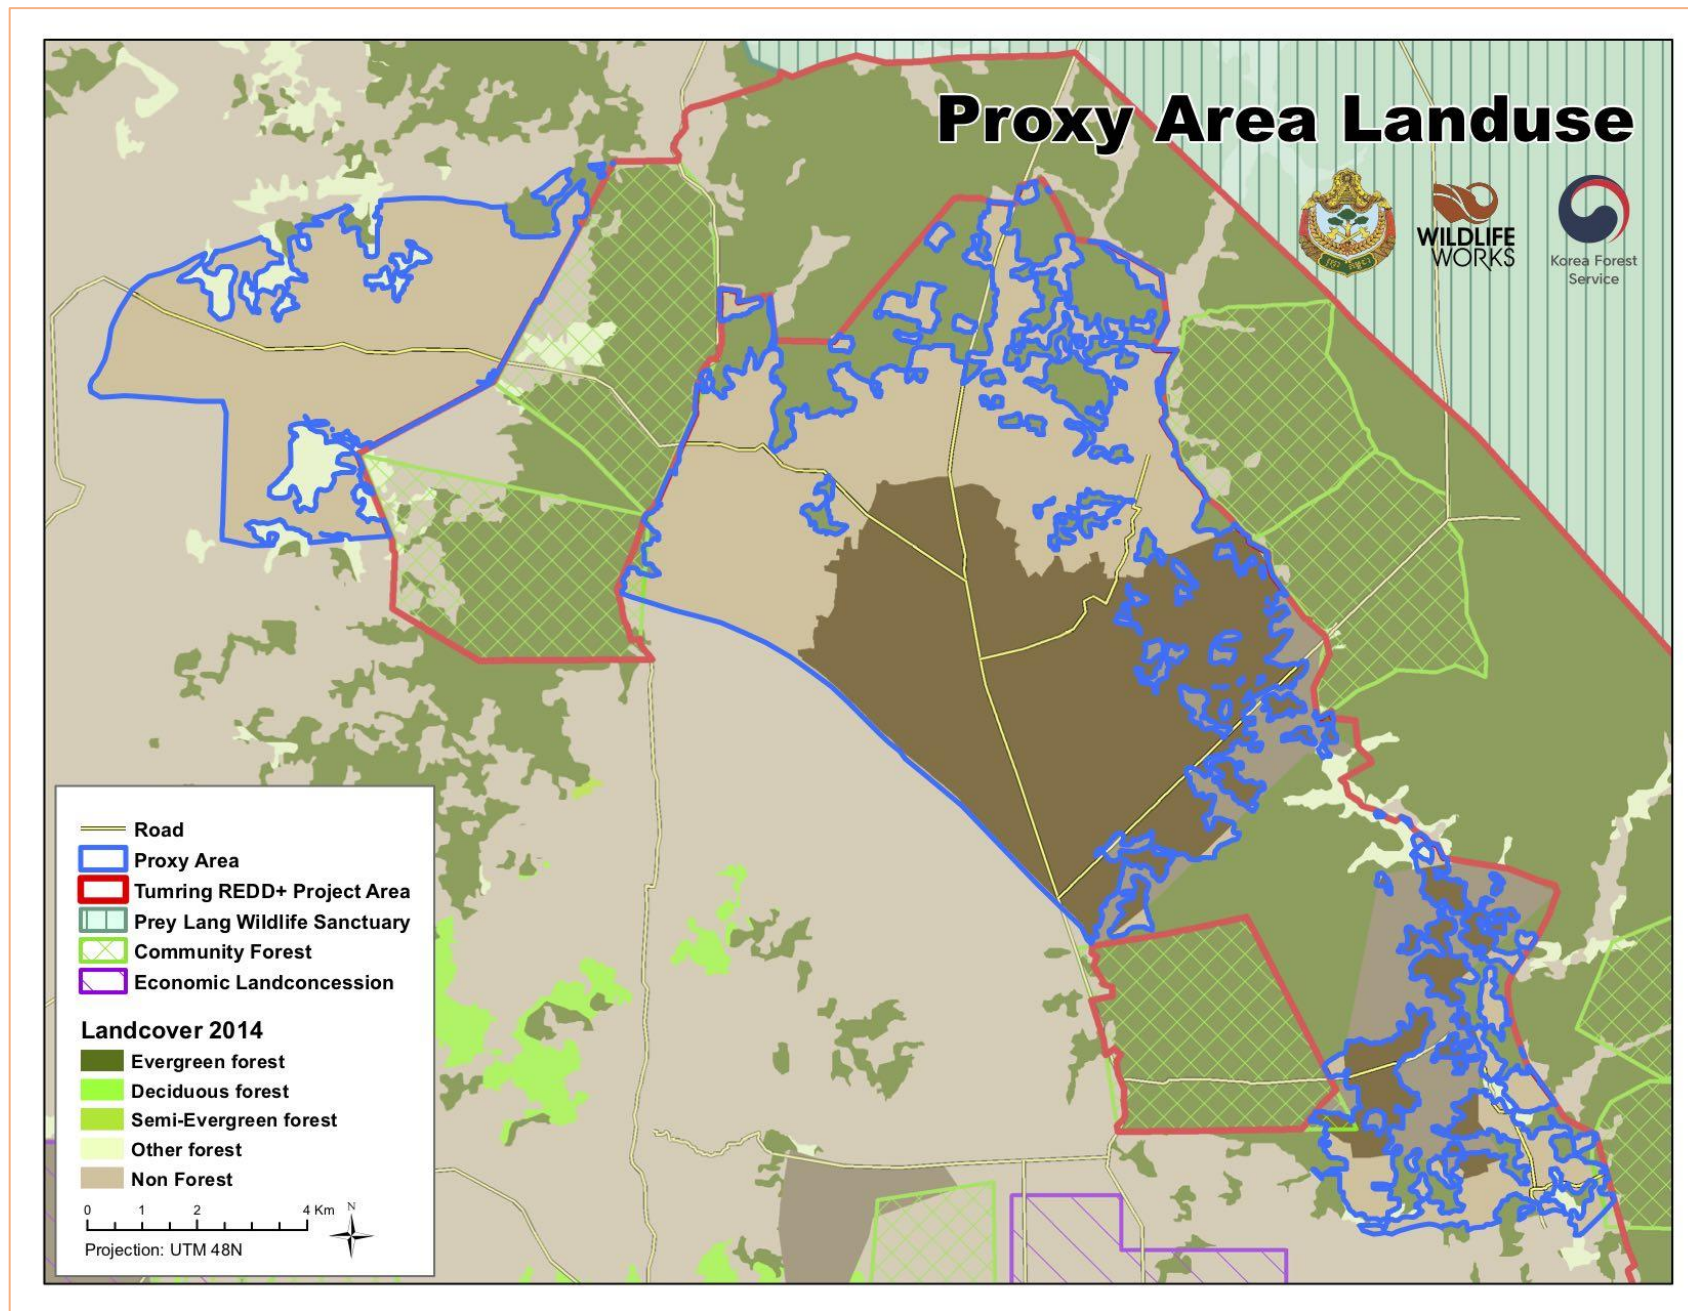 Proxy Area Landuse
WILDLIFE
WORKS
Korea Forest
Service
Road
Proxy Area
Tumring REDD+ Project Area
Prey Lang Wildlife Sanctuary
Community Forest
Economic Landconcession
Landcover 2014
Evergreen forest
Deciduous forest
Semi-Evergreen forest
Other forest
Non Forest
0 1 2 4 Km N
Projection: UTM 48N